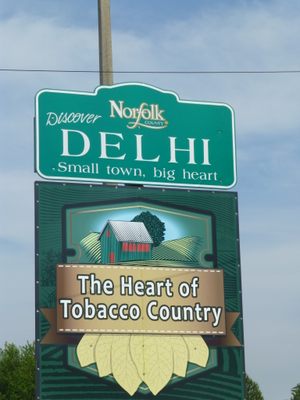 Discover
Norfolk
COUNTY
DELHI
Small town, big heart
The Heart of
Tobacco Country